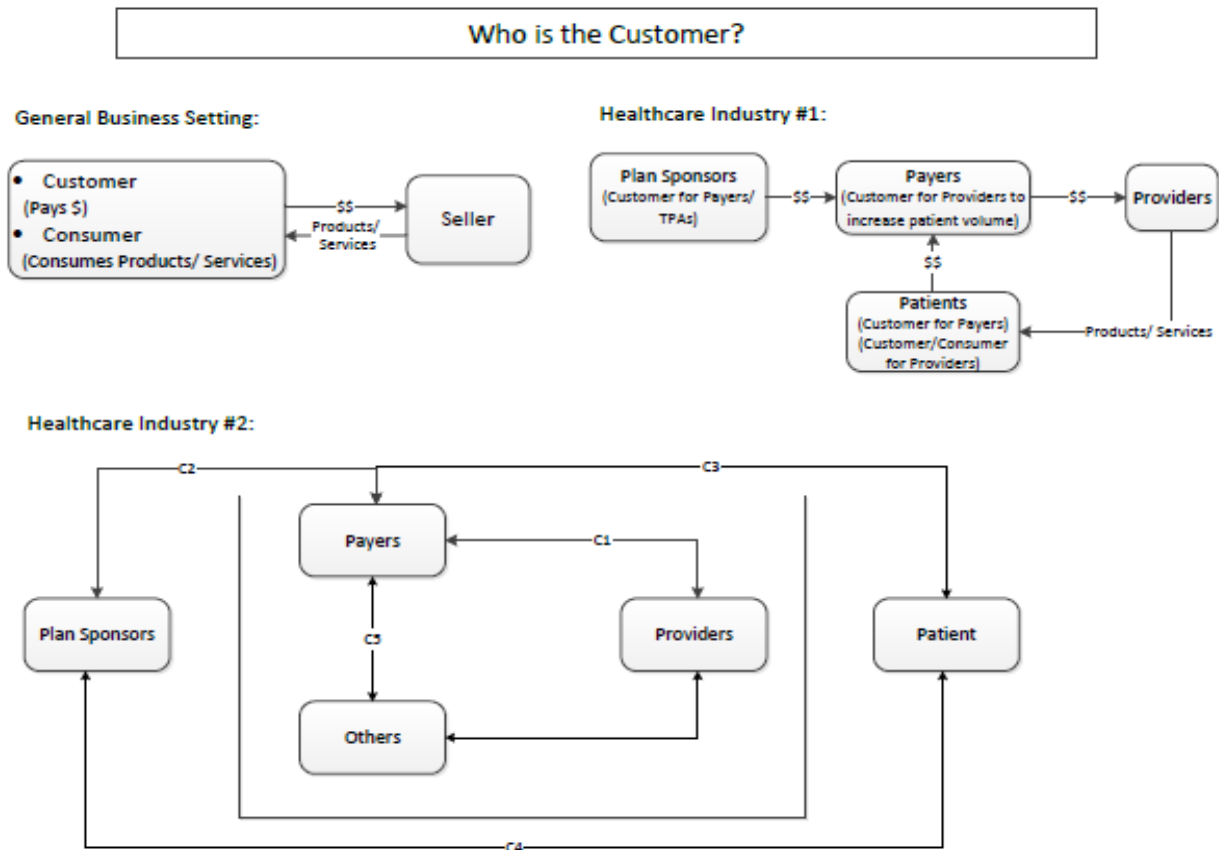 Who is the Customer?
General Business Setting:
• Customer
(Pays $)
• Consumer
(Consumes Products/ Services)
$$
Products/
Services
Seller
Healthcare Industry #1:
Plan Sponsors
(Customer for Payers/
TPAs)
$$
Payers
(Customer for Providers to
increase patient volume)
$$
Providers
$$
Patients
(Customer for Payers)
(Customer/Consumer
for Providers)
Products/ Services
Healthcare Industry #2:
C2
C3
Payers
C1
Plan Sponsors
C5
Providers
Patient
Others
C4